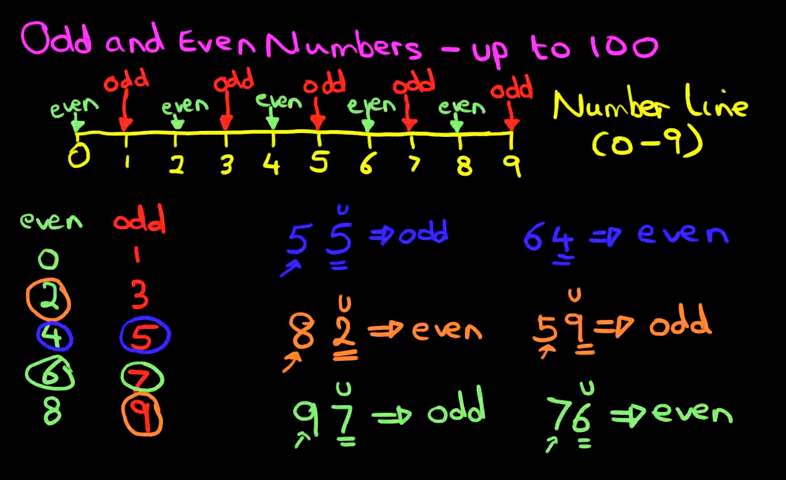 Odd and Even Numbers - up to 100
odd odd odd odd odd
even even even even even
Number line
(0-9)
0 1 2 3 4 5 6 7 8 9
even odd
0 1
2 3
4 5
6 7
8 9
U
55 ⇒ odd
64 ⇒ even
U
82 ⇒ even
U
59 ⇒ odd
U
97 ⇒ odd
U
76 ⇒ even